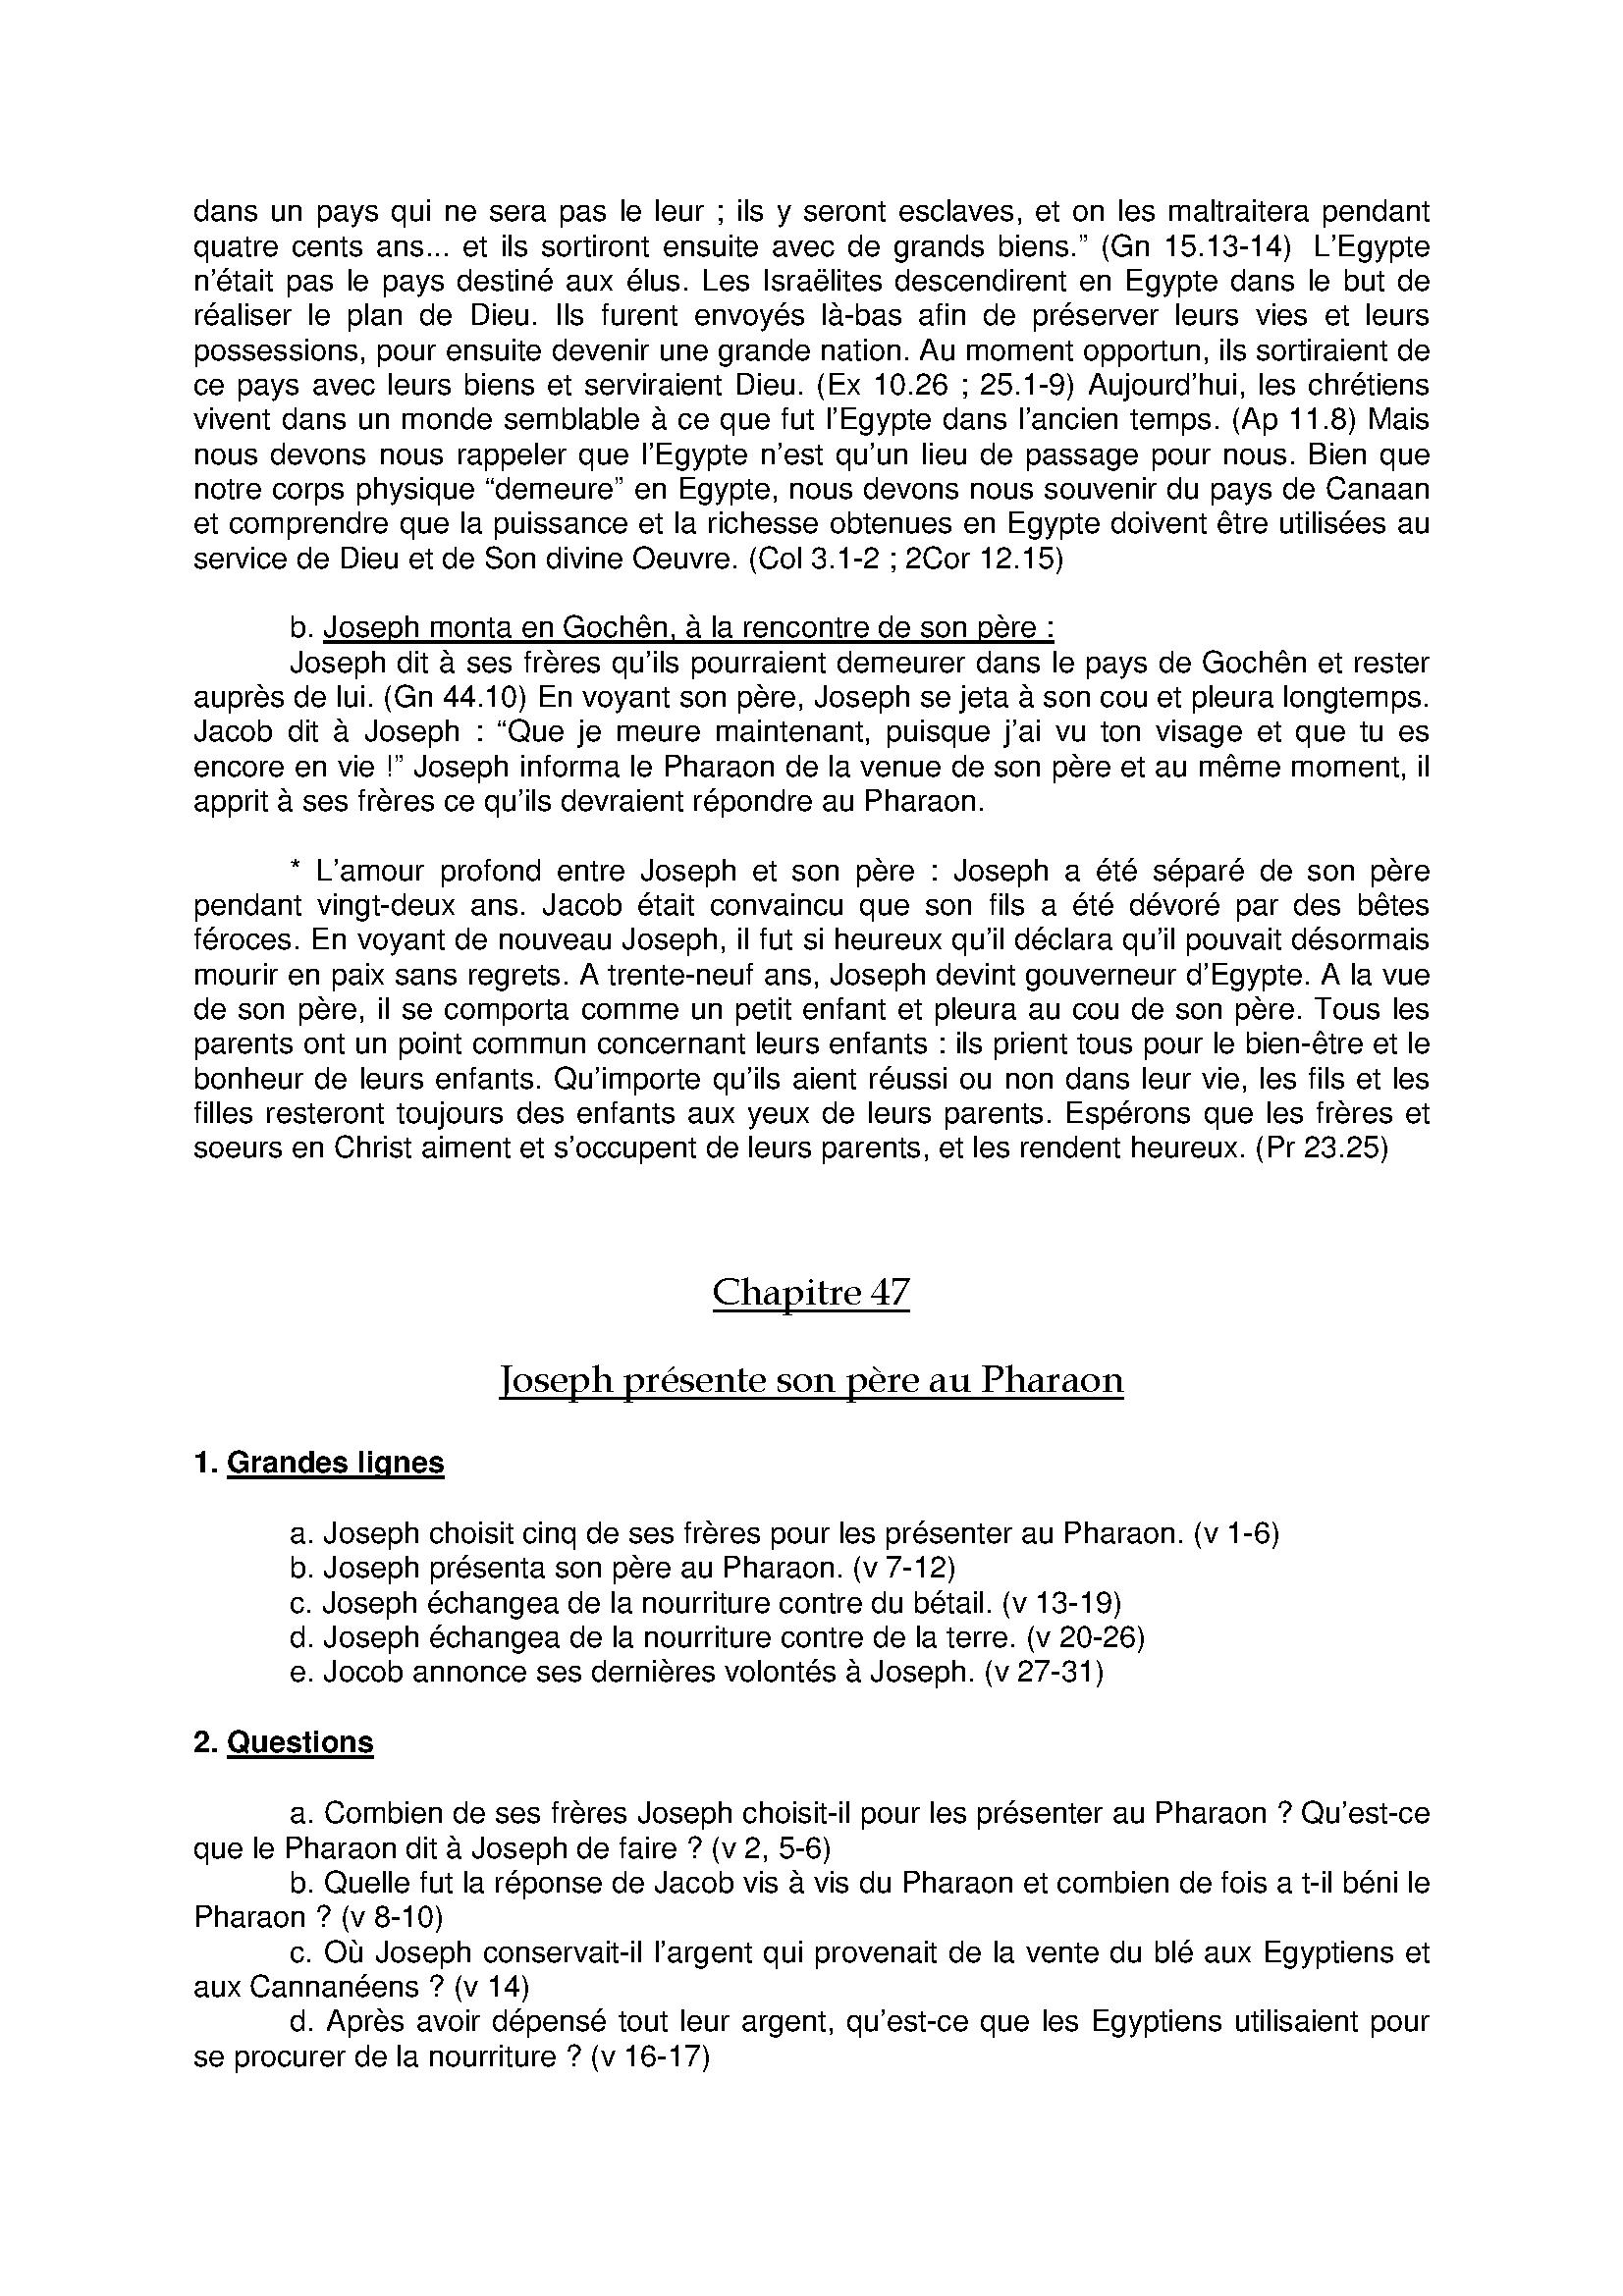 dans un pays qui ne sera pas le leur ; ils y seront esclaves, et on les maltraitera pendant
quatre cents ans... et ils sortiront ensuite avec de grands biens.” (Gn 15.13-14) L’Egypte
n’était pas le pays destiné aux élus. Les Israëlites descendirent en Egypte dans le but de
réaliser le plan de Dieu. Ils furent envoyés là-bas afin de préserver leurs vies et leurs
possessions, pour ensuite devenir une grande nation. Au moment opportun, ils sortiraient de
ce pays avec leurs biens et serviraient Dieu. (Ex 10.26 ; 25.1-9) Aujourd’hui, les chrétiens
vivent dans un monde semblable à ce que fut l’Egypte dans l’ancien temps. (Ap 11.8) Mais
nous devons nous rappeler que l’Egypte n’est qu’un lieu de passage pour nous. Bien que
notre corps physique “demeure” en Egypte, nous devons nous souvenir du pays de Canaan
et comprendre que la puissance et la richesse obtenues en Egypte doivent être utilisées au
service de Dieu et de Son divine Oeuvre. (Col 3.1-2 ; 2Cor 12.15)
b. Joseph monta en Gochên, à la rencontre de son père :
Joseph dit à ses frères qu’ils pourraient demeurer dans le pays de Gochên et rester
auprès de lui. (Gn 44.10) En voyant son père, Joseph se jeta à son cou et pleura longtemps.
Jacob dit à Joseph : “Que je meure maintenant, puisque j’ai vu ton visage et que tu es
encore en vie !” Joseph informa le Pharaon de la venue de son père et au même moment, il
apprit à ses frères ce qu’ils devraient répondre au Pharaon.
* L’amour profond entre Joseph et son père : Joseph a été séparé de son père
pendant vingt-deux ans. Jacob était convaincu que son fils a été dévoré par des bêtes
féroces. En voyant de nouveau Joseph, il fut si heureux qu’il déclara qu’il pouvait désormais
mourir en paix sans regrets. A trente-neuf ans, Joseph devint gouverneur d’Egypte. A la vue
de son père, il se comporta comme un petit enfant et pleura au cou de son père. Tous les
parents ont un point commun concernant leurs enfants : ils prient tous pour le bien-être et le
bonheur de leurs enfants. Qu’importe qu’ils aient réussi ou non dans leur vie, les fils et les
filles resteront toujours des enfants aux yeux de leurs parents. Espérons que les frères et
soeurs en Christ aiment et s’occupent de leurs parents, et les rendent heureux. (Pr 23.25)
Chapitre 47
Joseph présente son père au Pharaon
1. Grandes lignes
a. Joseph choisit cinq de ses frères pour les présenter au Pharaon. (v 1-6)
b. Joseph présenta son père au Pharaon. (v 7-12)
c. Joseph échangea de la nourriture contre du bétail. (v 13-19)
d. Joseph échangea de la nourriture contre de la terre. (v 20-26)
e. Jocob annonce ses dernières volontés à Joseph. (v 27-31)
2. Questions
a. Combien de ses frères Joseph choisit-il pour les présenter au Pharaon ? Qu’est-ce
que le Pharaon dit à Joseph de faire ? (v 2, 5-6)
b. Quelle fut la réponse de Jacob vis à vis du Pharaon et combien de fois a t-il béni le
Pharaon ? (v 8-10)
c. Où Joseph conservait-il l’argent qui provenait de la vente du blé aux Egyptiens et
aux Cannanéens ? (v 14)
d. Après avoir dépensé tout leur argent, qu’est-ce que les Egyptiens utilisaient pour
se procurer de la nourriture ? (v 16-17)